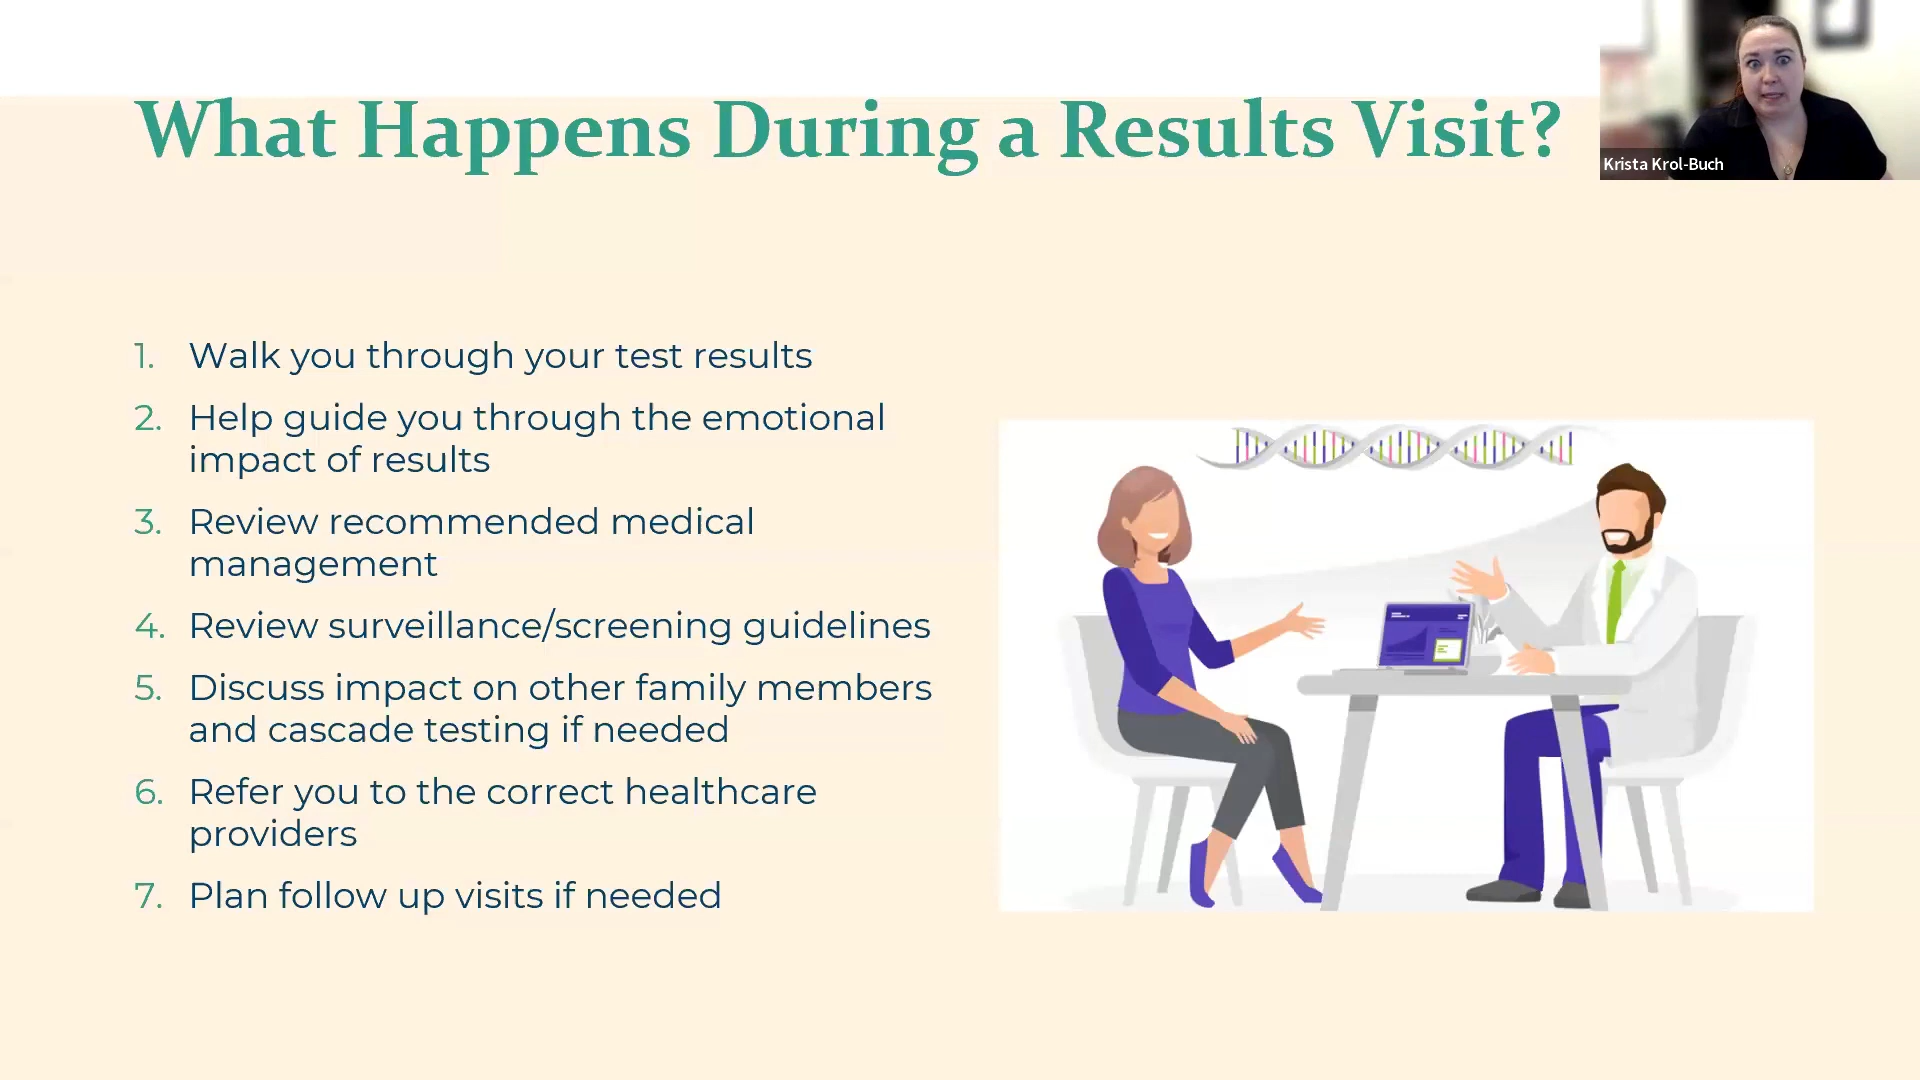 What Happens During a Results Visit?
Krista Krol-Buch
1. Walk you through your test results
2. Help guide you through the emotional
impact of results
3. Review recommended medical
management
4. Review surveillance/screening guidelines
5. Discuss impact on other family members
and cascade testing if needed
6. Refer you to the correct healthcare
providers
7. Plan follow up visits if needed